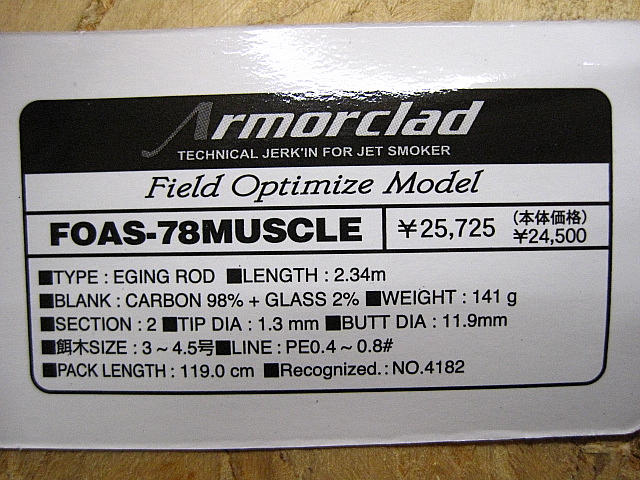 Armorclad
TECHNICAL JERK'IN FOR JET SMOKER
Field Optimize Model
FOAS-78MUSCLE ¥25,725 (本体価格) ¥24,500
■TYPE : EGING ROD ■LENGTH : 2.34m
■BLANK : CARBON 98% + GLASS 2% ■WEIGHT : 141 g
■SECTION : 2 ■TIP DIA : 1.3 mm ■BUTT DIA : 11.9mm
■餌木SIZE : 3～4.5号 ■LINE : PE0.4～0.8#
■PACK LENGTH : 119.0 cm ■Recognized. : NO.4182